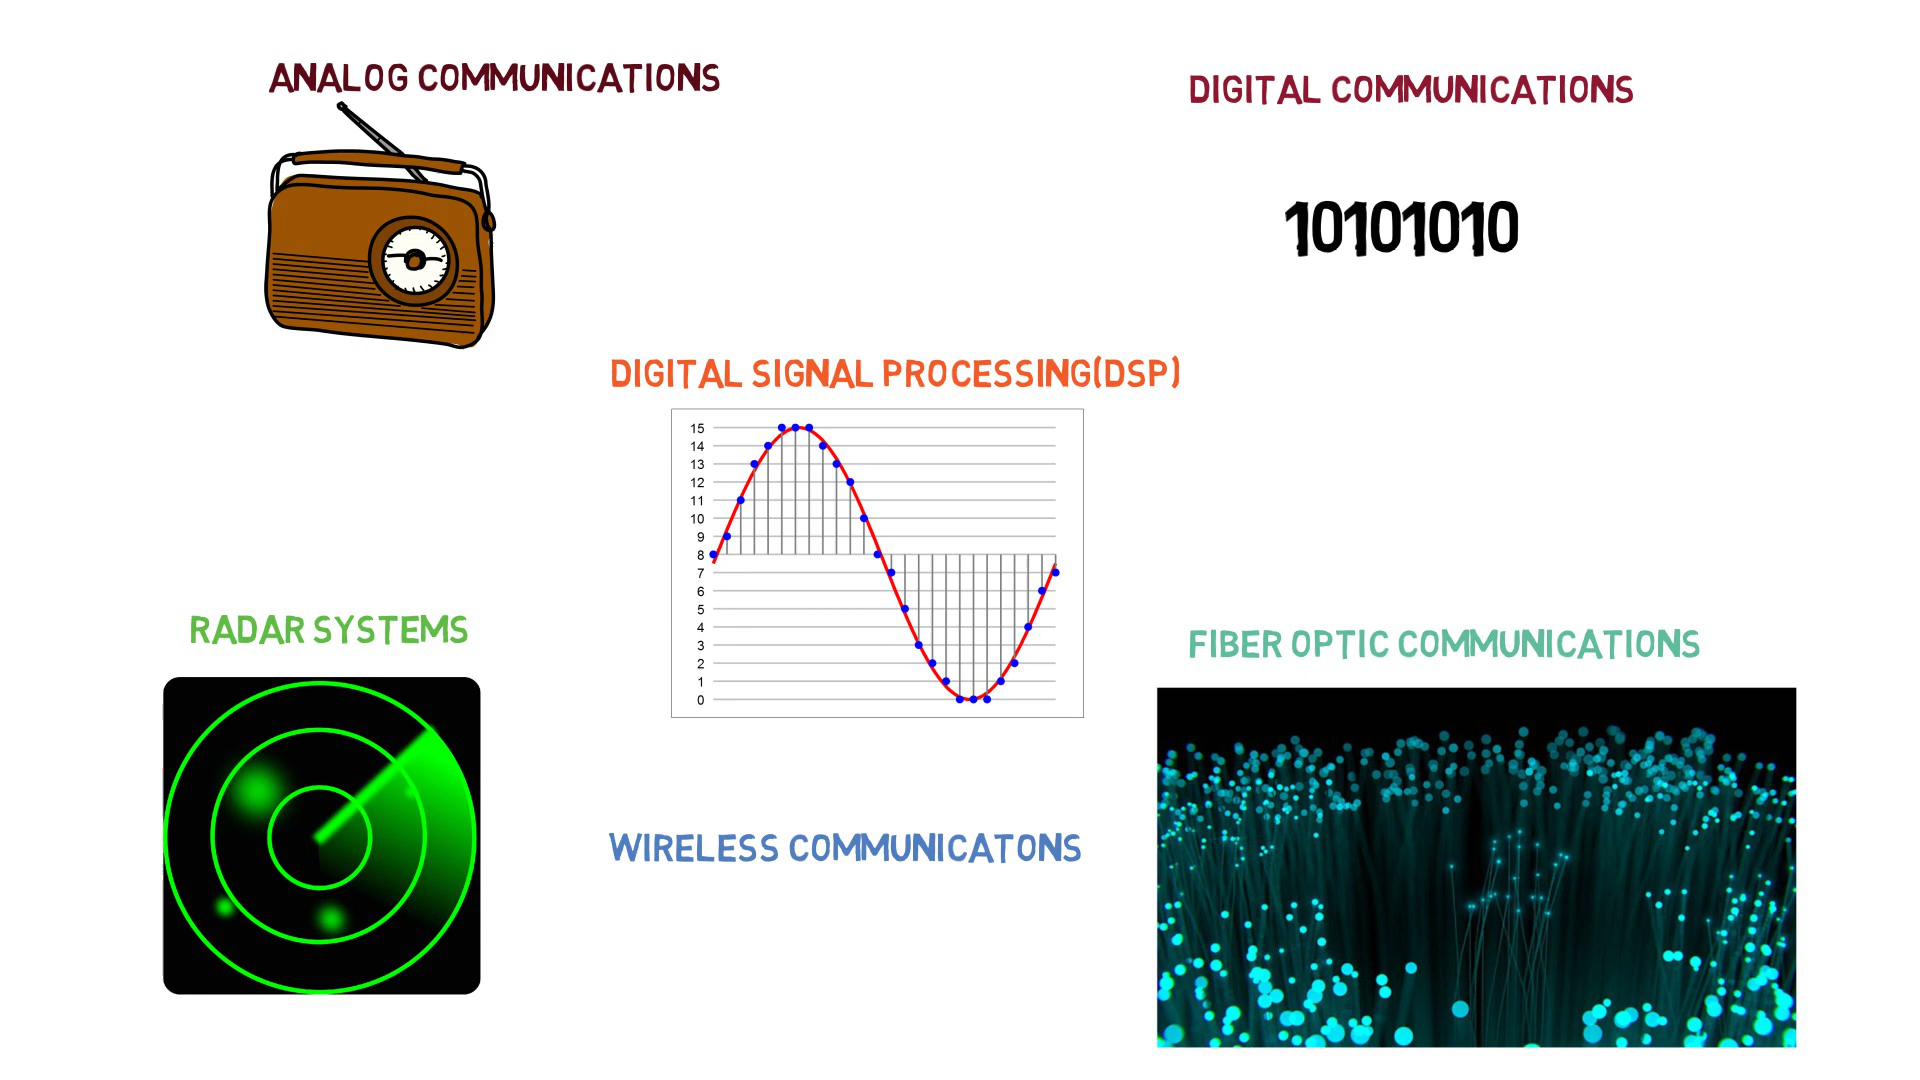 ANALOG COMMUNICATIONS
DIGITAL COMMUNICATIONS
10101010
DIGITAL SIGNAL PROCESSING(DSP)
15
14
13
12
11
10
9
8
7
6
5
4
3
2
1
0
RADAR SYSTEMS
FIBER OPTIC COMMUNICATIONS
WIRELESS COMMUNICATONS